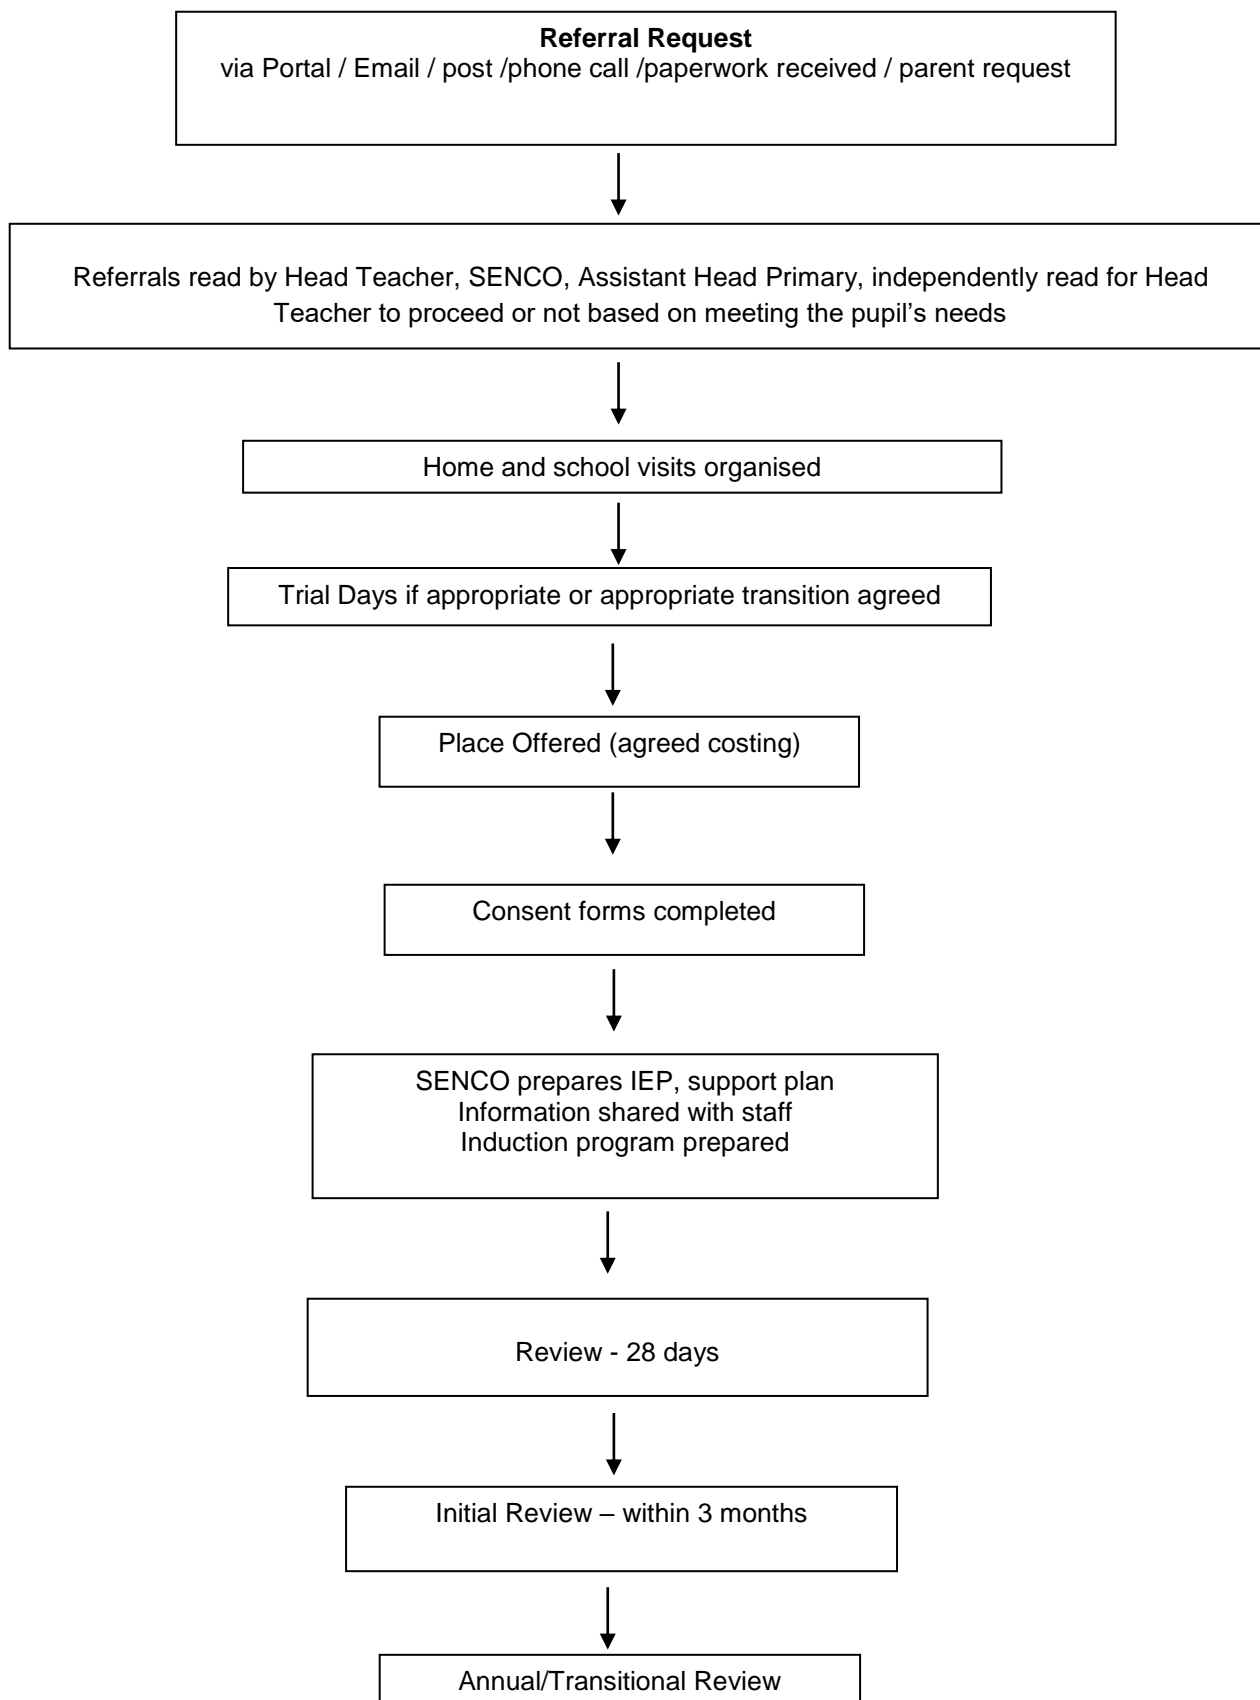 Referral Request
via Portal / Email / post /phone call /paperwork received / parent request
Referrals read by Head Teacher, SENCO, Assistant Head Primary, independently read for Head
Teacher to proceed or not based on meeting the pupil’s needs
Home and school visits organised
Trial Days if appropriate or appropriate transition agreed
Place Offered (agreed costing)
Consent forms completed
SENCO prepares IEP, support plan
Information shared with staff
Induction program prepared
Review - 28 days
Initial Review – within 3 months
Annual/Transitional Review